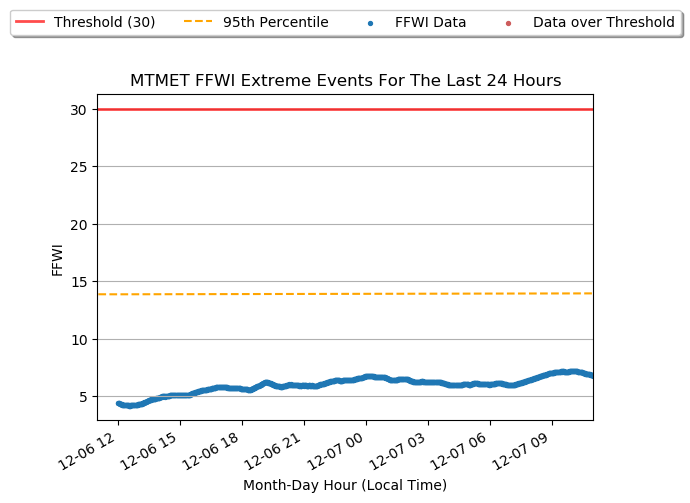 Threshold (30) 95th Percentile FFWI Data Data over Threshold
MTMET FFWI Extreme Events For The Last 24 Hours
30
25
20
15
10
5
FFWI
12-06 12 12-06 15 12-06 18 12-06 21 12-07 00 12-07 03 12-07 06 12-07 09
Month-Day Hour (Local Time)